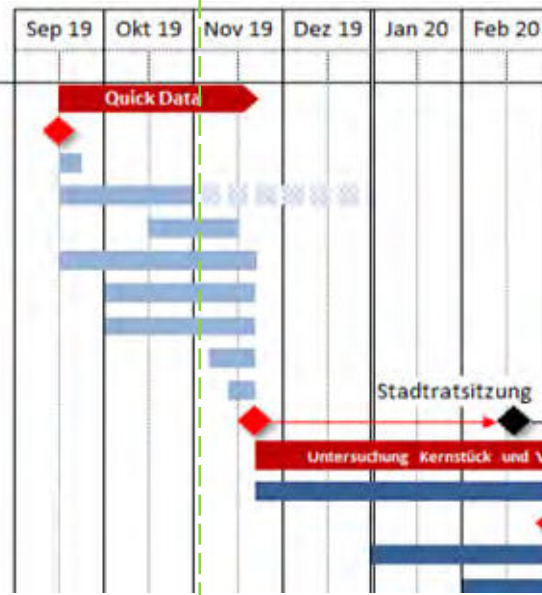 Sep 19 Okt 19 Nov 19 Dez 19 Jan 20 Feb 20
Quick Data
Stadtratsitzung
Untersuchung Kernstück und